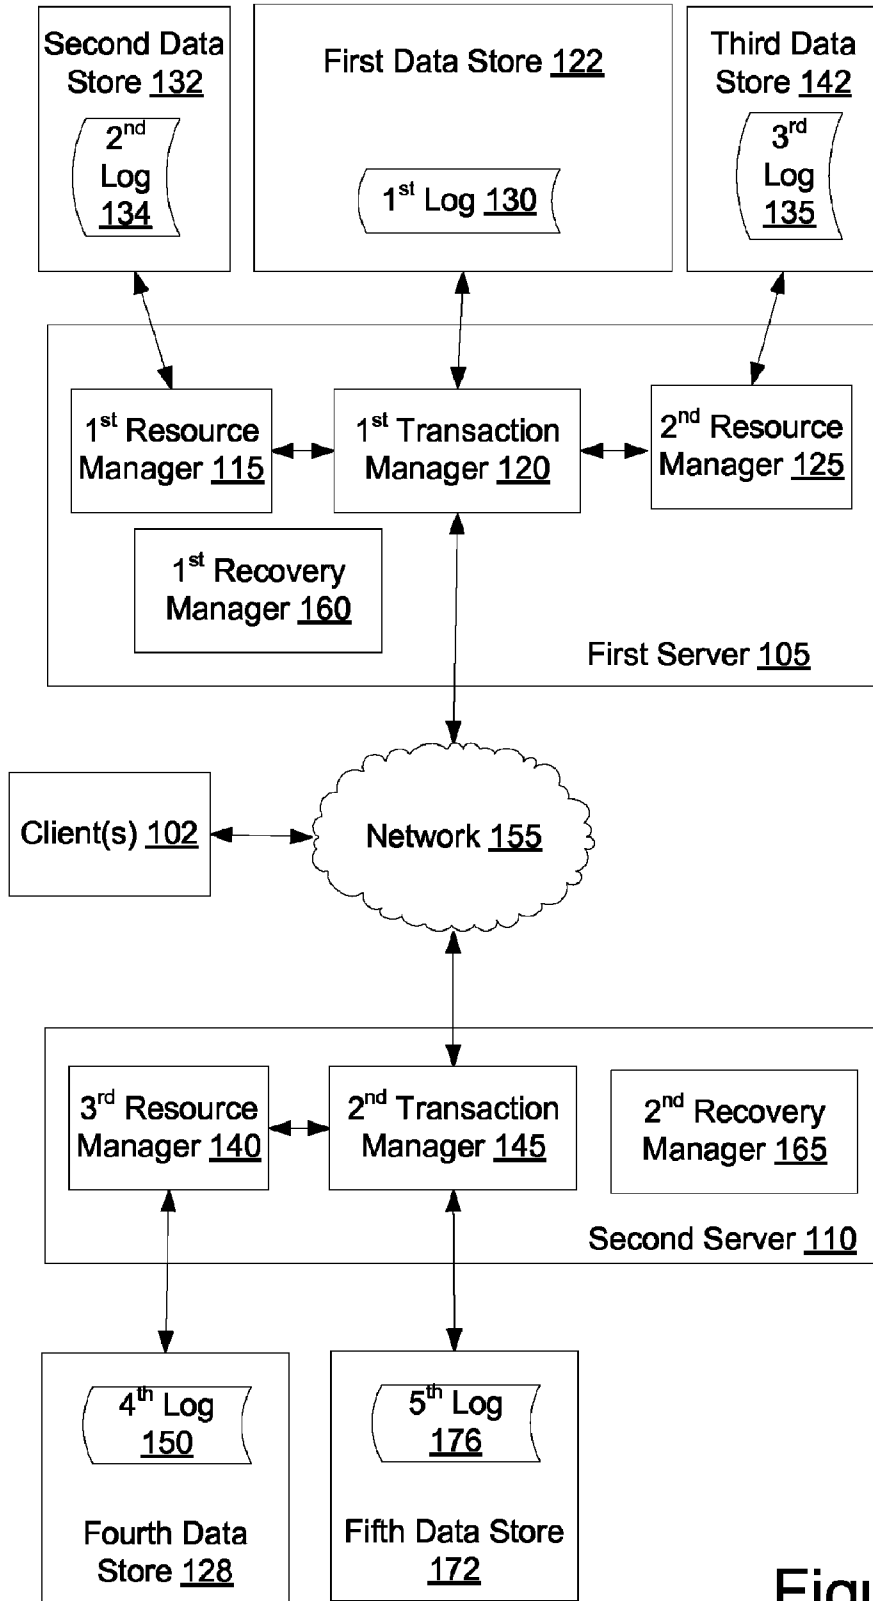 Second Data
Store 132
2nd
Log
134
First Data Store 122
1st Log 130
Third Data
Store 142
3rd
Log
135
1st Resource
Manager 115
1st Transaction
Manager 120
2nd Resource
Manager 125
1st Recovery
Manager 160
First Server 105
Client(s) 102
Network 155
3rd Resource
Manager 140
2nd Transaction
Manager 145
2nd Recovery
Manager 165
Second Server 110
4th Log
150
Fourth Data
Store 128
5th Log
176
Fifth Data Store
172
Figu